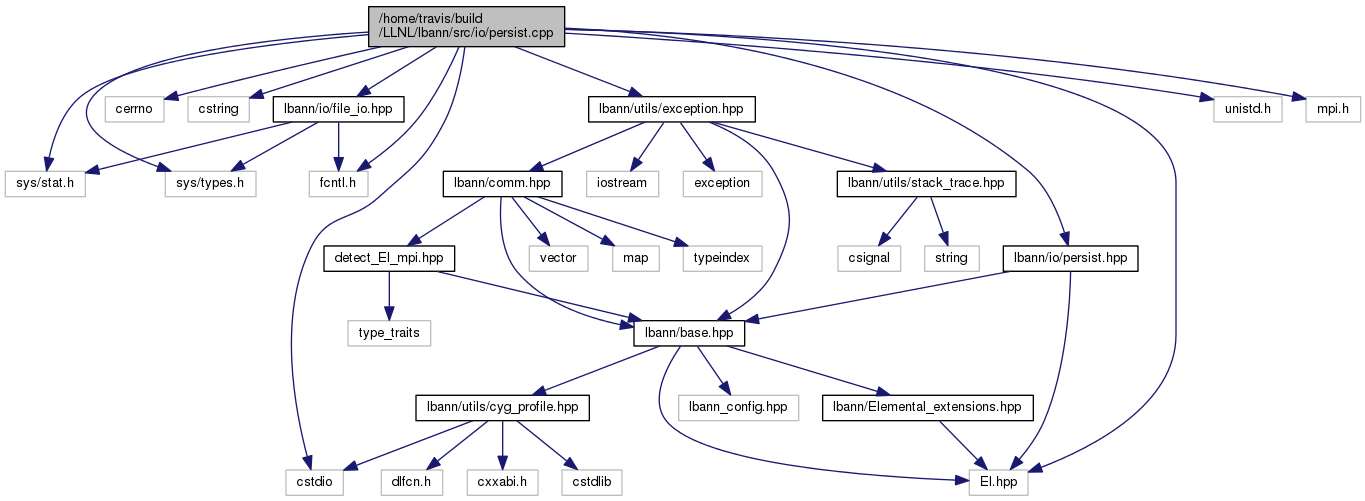 /home/travis/build
/LLNL/lbann/src/io/persist.cpp
cerrno
cstring
lbann/io/file_io.hpp
lbann/utils/exception.hpp
unistd.h
mpi.h
sys/stat.h
sys/types.h
fcntl.h
lbann/comm.hpp
iostream
exception
lbann/utils/stack_trace.hpp
detect_El_mpi.hpp
vector
map
typeindex
csignal
string
lbann/io/persist.hpp
type_traits
lbann/base.hpp
lbann/utils/cyg_profile.hpp
lbann_config.hpp
lbann/Elemental_extensions.hpp
cstdio
dlfcn.h
cxxabi.h
cstdlib
El.hpp